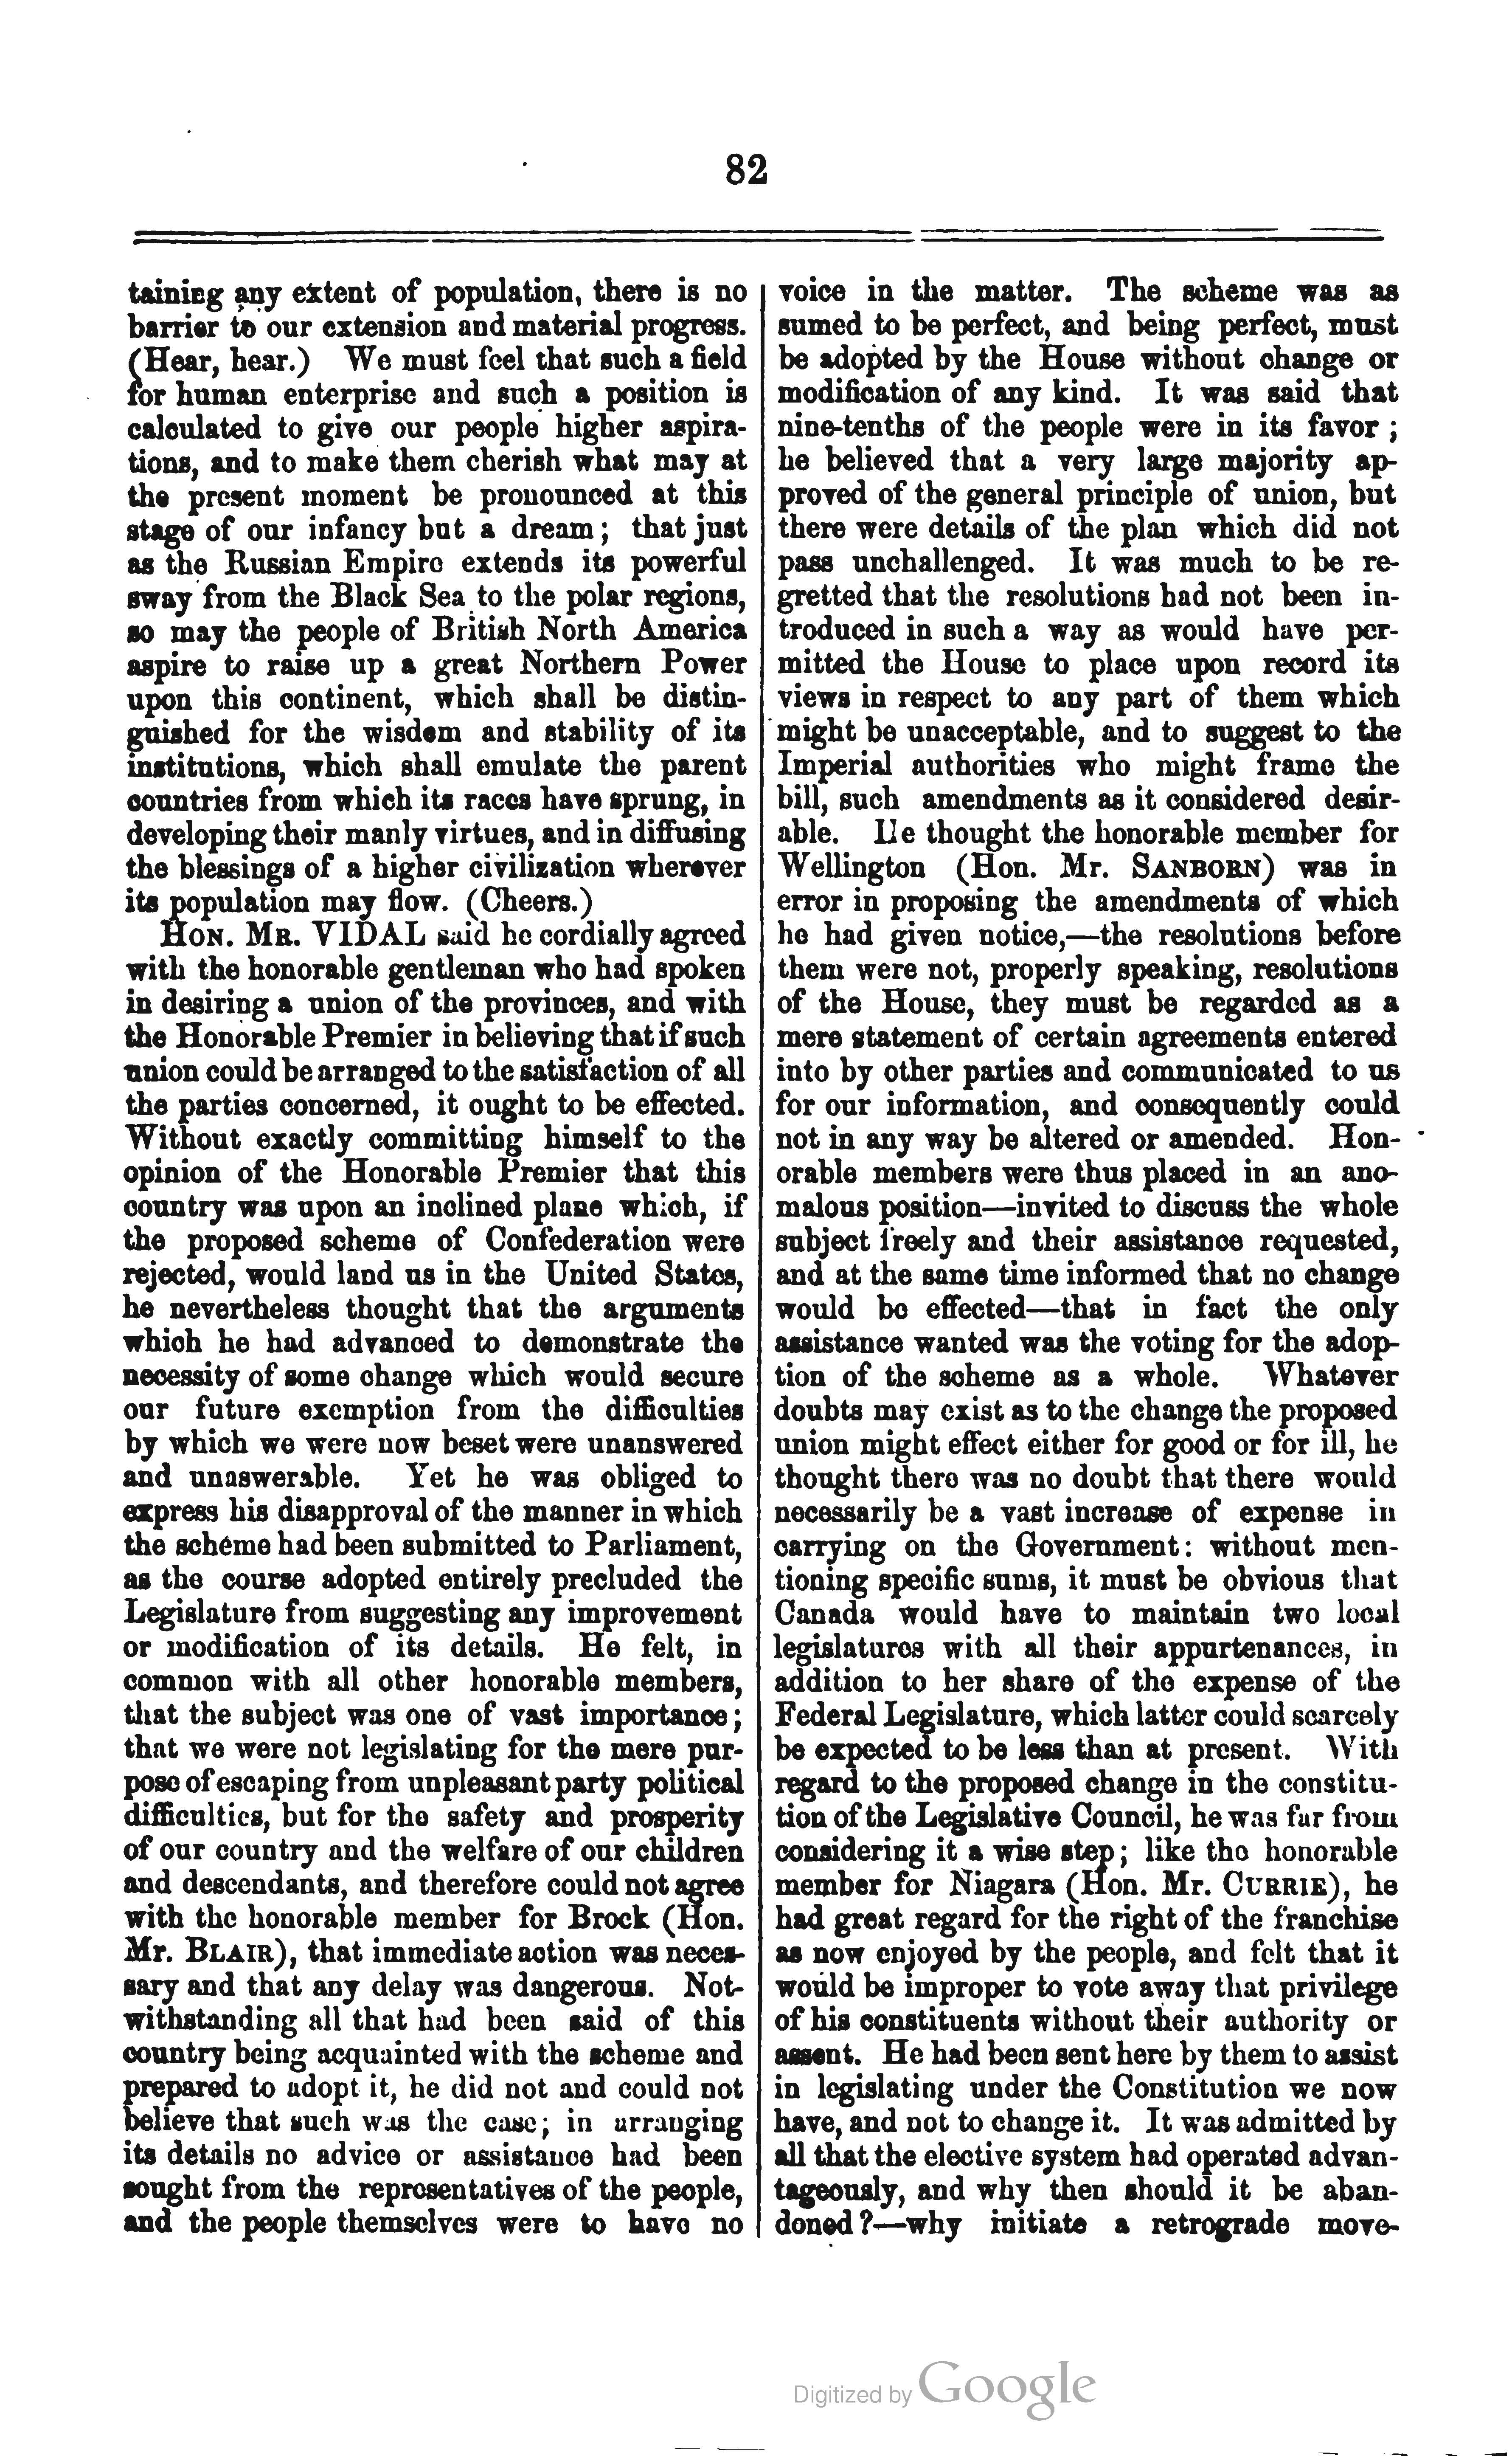 82
taining any extent of population, there is no
barrier to our extension and material progress.
(Hear, hear.) We must feel that such a field
for human enterprise and such a position is
calculated to give our people higher aspira-
tions, and to make them cherish what may at
the present moment be pronounced at this
stage of our infancy but a dream; that just
as the Russian Empire extends its powerful
sway from the Black Sea to the polar regions,
so may the people of British North America
aspire to raise up a great Northern Power
upon this continent, which shall be distin-
guished for the wisdom and stability of its
institutions, which shall emulate the parent
countries from which its races have sprung, in
developing their manly virtues, and in diffusing
the blessings of a higher civilization wherever
its population may flow. (Cheers.)
HON. MR. VIDAL said he cordially agreed
with the honorable gentleman who had spoken
in desiring a union of the provinces, and with
the Honorable Premier in believing that if such
union could be arranged to the satisfaction of all
the parties concerned, it ought to be effected.
Without exactly committing himself to the
opinion of the Honorable Premier that this
country was upon an inclined plane which, if
the proposed scheme of Confederation were
rejected, would land us in the United States,
he nevertheless thought that the arguments
which he had advanced to demonstrate the
necessity of some change which would secure
our future exemption from the difficulties
by which we were now beset were unanswered
and unaswerable. Yet he was obliged to
express his disapproval of the manner in which
the scheme had been submitted to Parliament,
as the course adopted entirely precluded the
Legislature from suggesting any improvement
or modification of its details. He felt, in
common with all other honorable members,
that the subject was one of vast importance;
that we were not legislating for the mere pur-
pose of escaping from unpleasant party political
difficulties, but for the safety and prosperity
of our country and the welfare of our children
and descendants, and therefore could not agree
with the honorable member for Brock (Hon.
Mr. BLAIR), that immediate action was neces-
sary and that any delay was dangerous. Not-
withstanding all that had been said of this
country being acquainted with the scheme and
prepared to adopt it, he did not and could not
believe that such was the case; in arranging
its details no advice or assistance had been
sought from the representatives of the people,
and the people themselves were to have no
voice in the matter. The scheme was as
sumed to be perfect, and being perfect, must
be adopted by the House without change or
modification of any kind. It was said that
nine-tenths of the people were in its favor;
he believed that a very large majority ap-
proved of the general principle of union, but
there were details of the plan which did not
pass unchallenged. It was much to be re-
gretted that the resolutions had not been in-
troduced in such a way as would have per-
mitted the House to place upon record its
views in respect to any part of them which
might be unacceptable, and to suggest to the
Imperial authorities who might frame the
bill, such amendments as it considered desir-
able. He thought the honorable member for
Wellington (Hon. Mr. SANBORN) was in
error in proposing the amendments of which
he had given notice,—the resolutions before
them were not, properly speaking, resolutions
of the House, they must be regarded as a
mere statement of certain agreements entered
into by other parties and communicated to us
for our information, and consequently could
not in any way be altered or amended. Hon-
orable members were thus placed in an ano-
malous position—invited to discuss the whole
subject freely and their assistance requested,
and at the same time informed that no change
would be effected—that in fact the only
assistance wanted was the voting for the adop-
tion of the scheme as a whole. Whatever
doubts may exist as to the change the proposed
union might effect either for good or for ill, he
thought there was no doubt that there would
necessarily be a vast increase of expense in
carrying on the Government: without men-
tioning specific sums, it must be obvious that
Canada would have to maintain two local
legislatures with all their appurtenances, in
addition to her share of the expense of the
Federal Legislature, which latter could scarcely
be expected to be less than at present. With
regard to the proposed change in the constitu-
tion of the Legislative Council, he was far from
considering it a wise step; like the honorable
member for Niagara (Hon. Mr. CURRIE), he
had great regard for the right of the franchise
as now enjoyed by the people, and felt that it
would be improper to vote away that privilege
of his constituents without their authority or
assent. He had been sent here by them to assist
in legislating under the Constitution we now
have, and not to change it. It was admitted by
all that the elective system had operated advan-
tageously, and why then should it be aban-
doned?—why initiate a retrograde move-
Digitized by Google